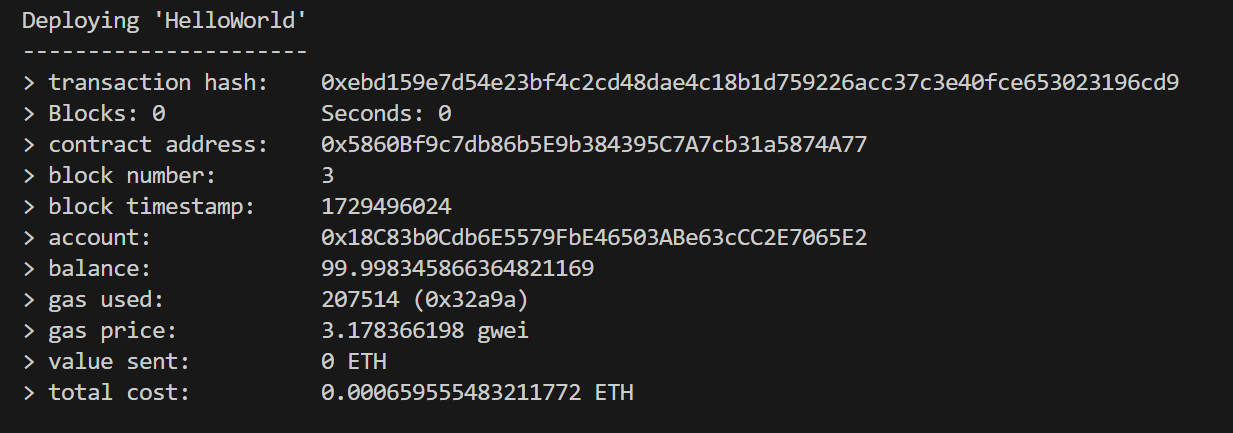 Deploying 'HelloWorld'
----------------------
> transaction hash:    0xebd159e7d54e23bf4c2cd48dae4c18b1d759226acc37c3e40fce653023196cd9
> Blocks: 0            Seconds: 0
> contract address:    0x5860Bf9c7db86b5E9b384395C7A7cb31a5874A77
> block number:        3
> block timestamp:     1729496024
> account:             0x18C83b0Cdb6E5579FbE46503ABe63cCC2E7065E2
> balance:             99.998345866364821169
> gas used:            207514 (0x32a9a)
> gas price:           3.178366198 gwei
> value sent:          0 ETH
> total cost:          0.000659555483211772 ETH